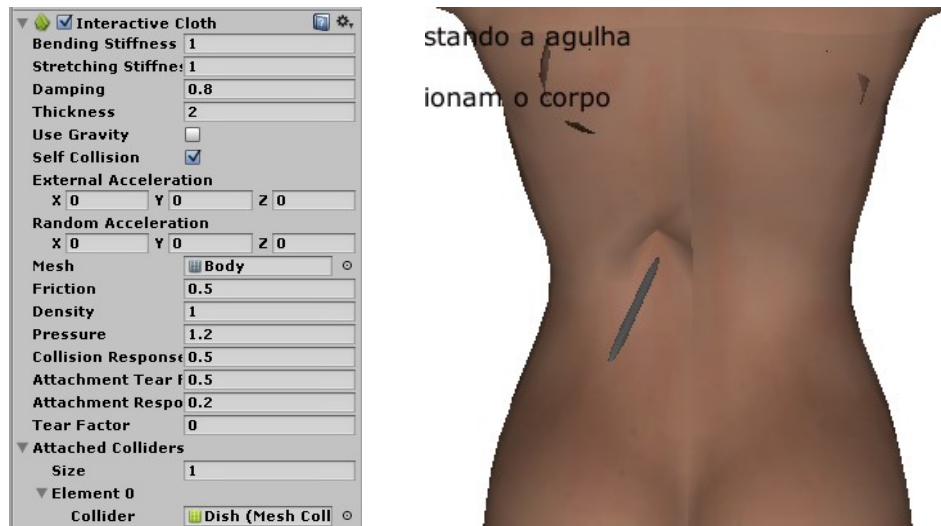 Interactive Cloth
Bending Stiffness 1
Stretching Stiffnes 1
Damping 0.8
Thickness 2
Use Gravity
Self Collision
External Acceleration
X 0 Y 0 Z 0
Random Acceleration
X 0 Y 0 Z 0
Mesh Body
Friction 0.5
Density 1
Pressure 1.2
Collision Response 0.5
Attachment Tear F 0.5
Attachment Respo 0.2
Tear Factor 0
Attached Colliders
Size 1
Element 0
Collider Dish (Mesh Coll
stando a agulha
ionam o corpo